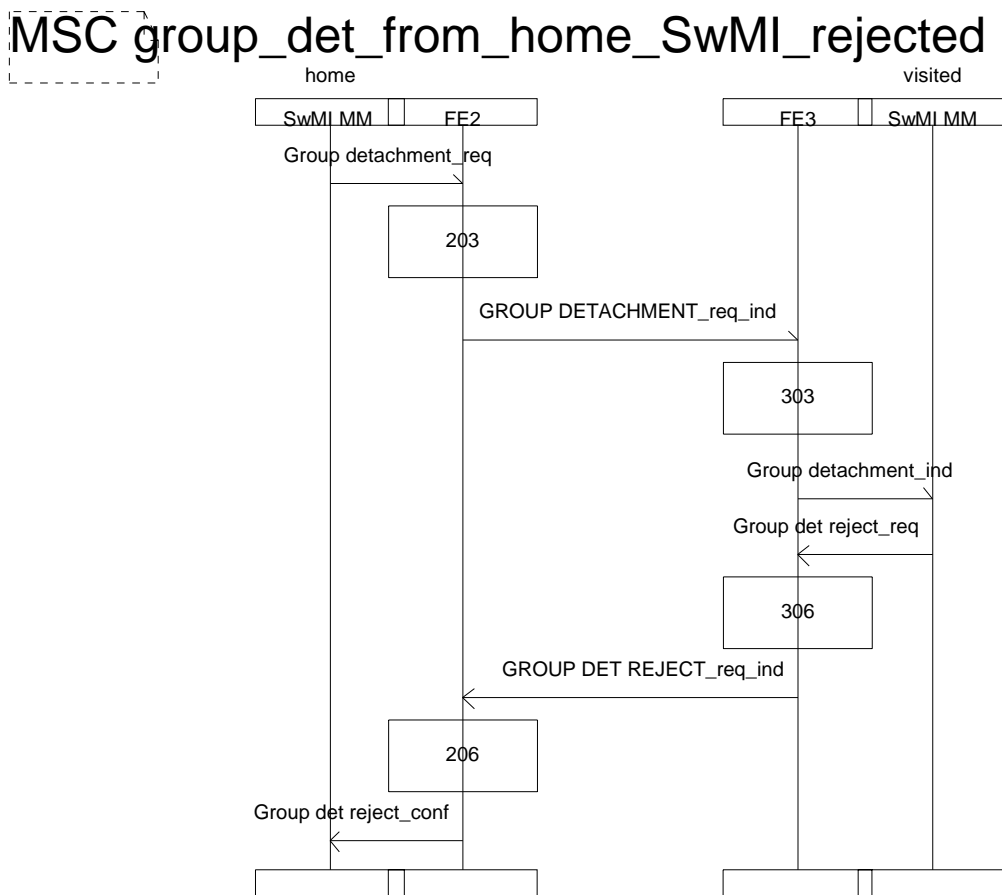 MSC group_det_from_home_SwMI_rejected
home
visited
SwMI MM
FE2
FE3
SwMI MM
Group detachment_req
203
GROUP DETACHMENT_req_ind
303
Group detachment_ind
Group det reject_req
306
GROUP DET REJECT_req_ind
206
Group det reject_conf